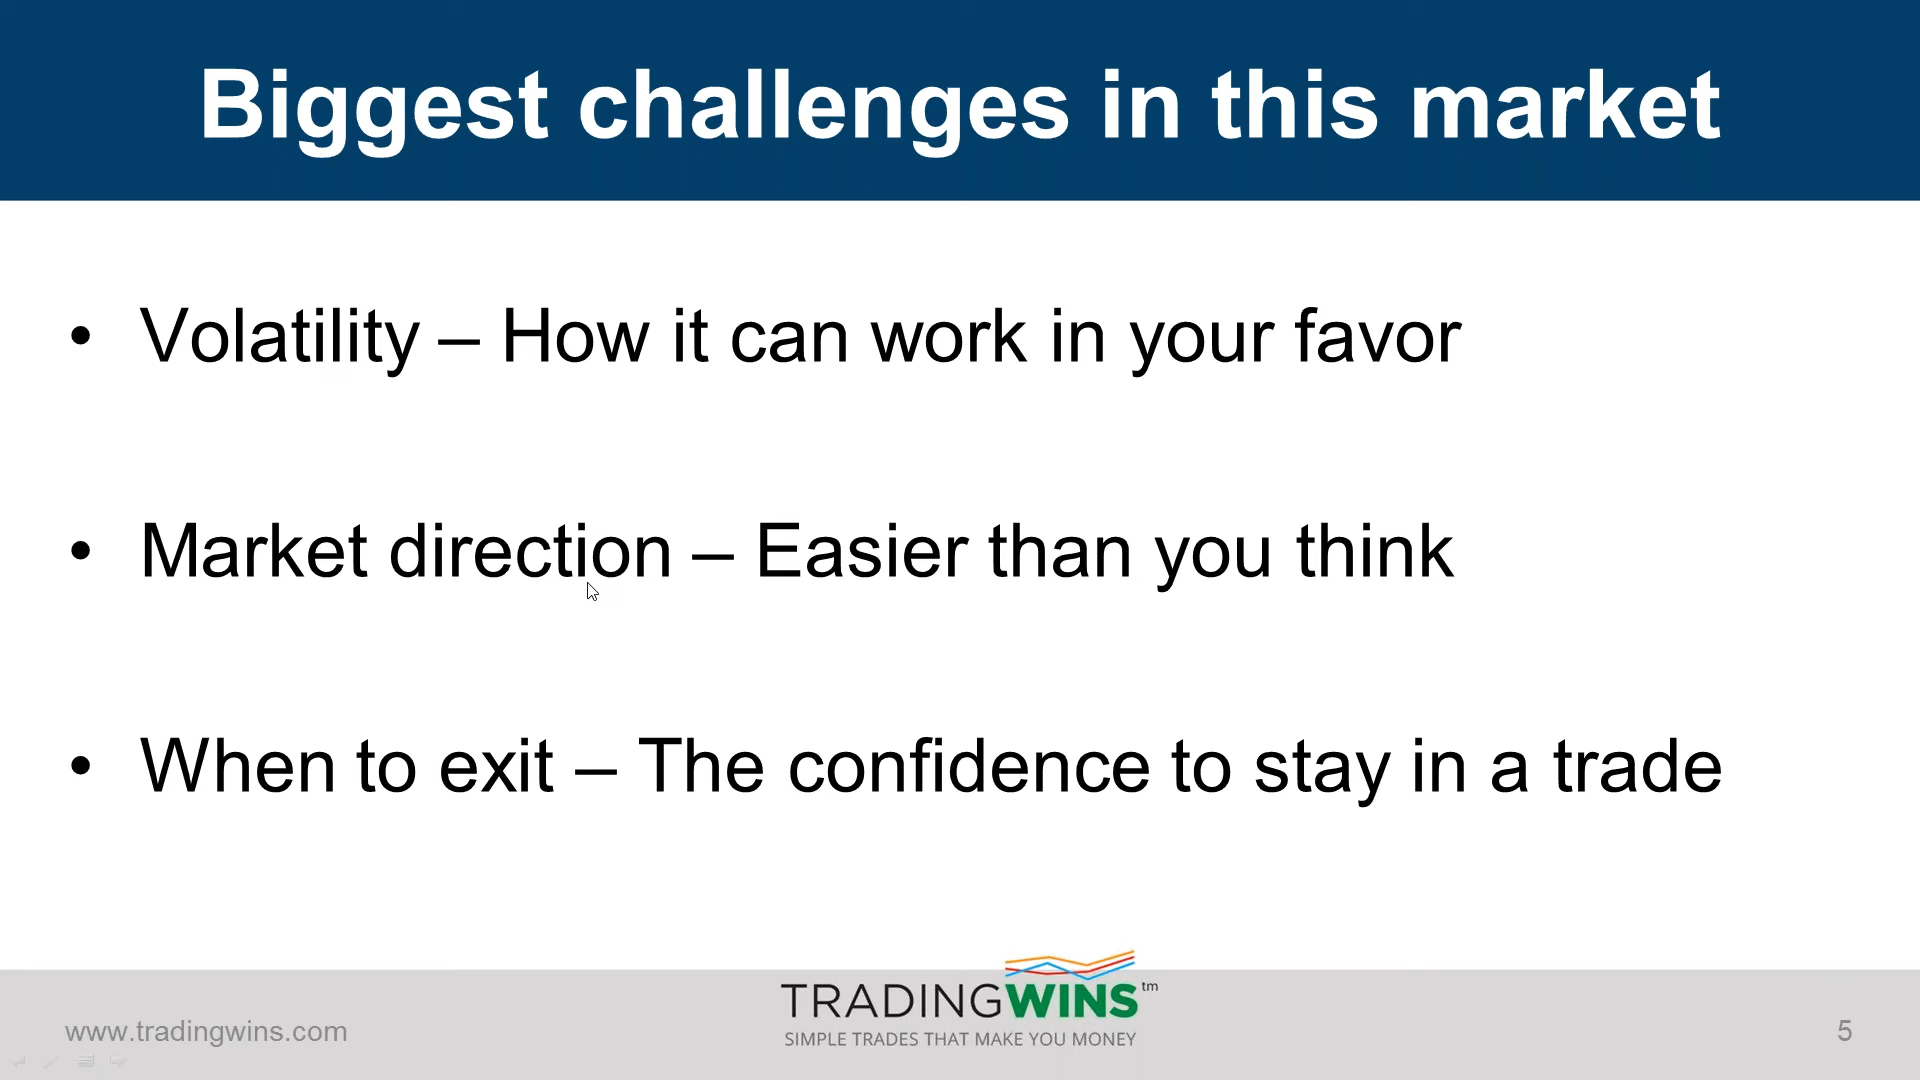 Biggest challenges in this market
• Volatility – How it can work in your favor
• Market direction – Easier than you think
• When to exit – The confidence to stay in a trade
TRADINGWINS tm
SIMPLE TRADES THAT MAKE YOU MONEY
www.tradingwins.com
5